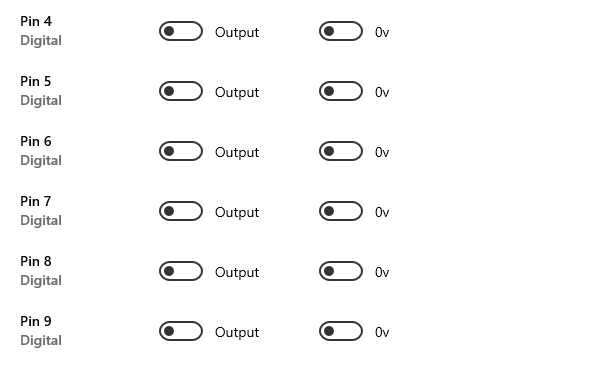 Pin 4
Digital
Output
0v
Pin 5
Digital
Output
0v
Pin 6
Digital
Output
0v
Pin 7
Digital
Output
0v
Pin 8
Digital
Output
0v
Pin 9
Digital
Output
0v